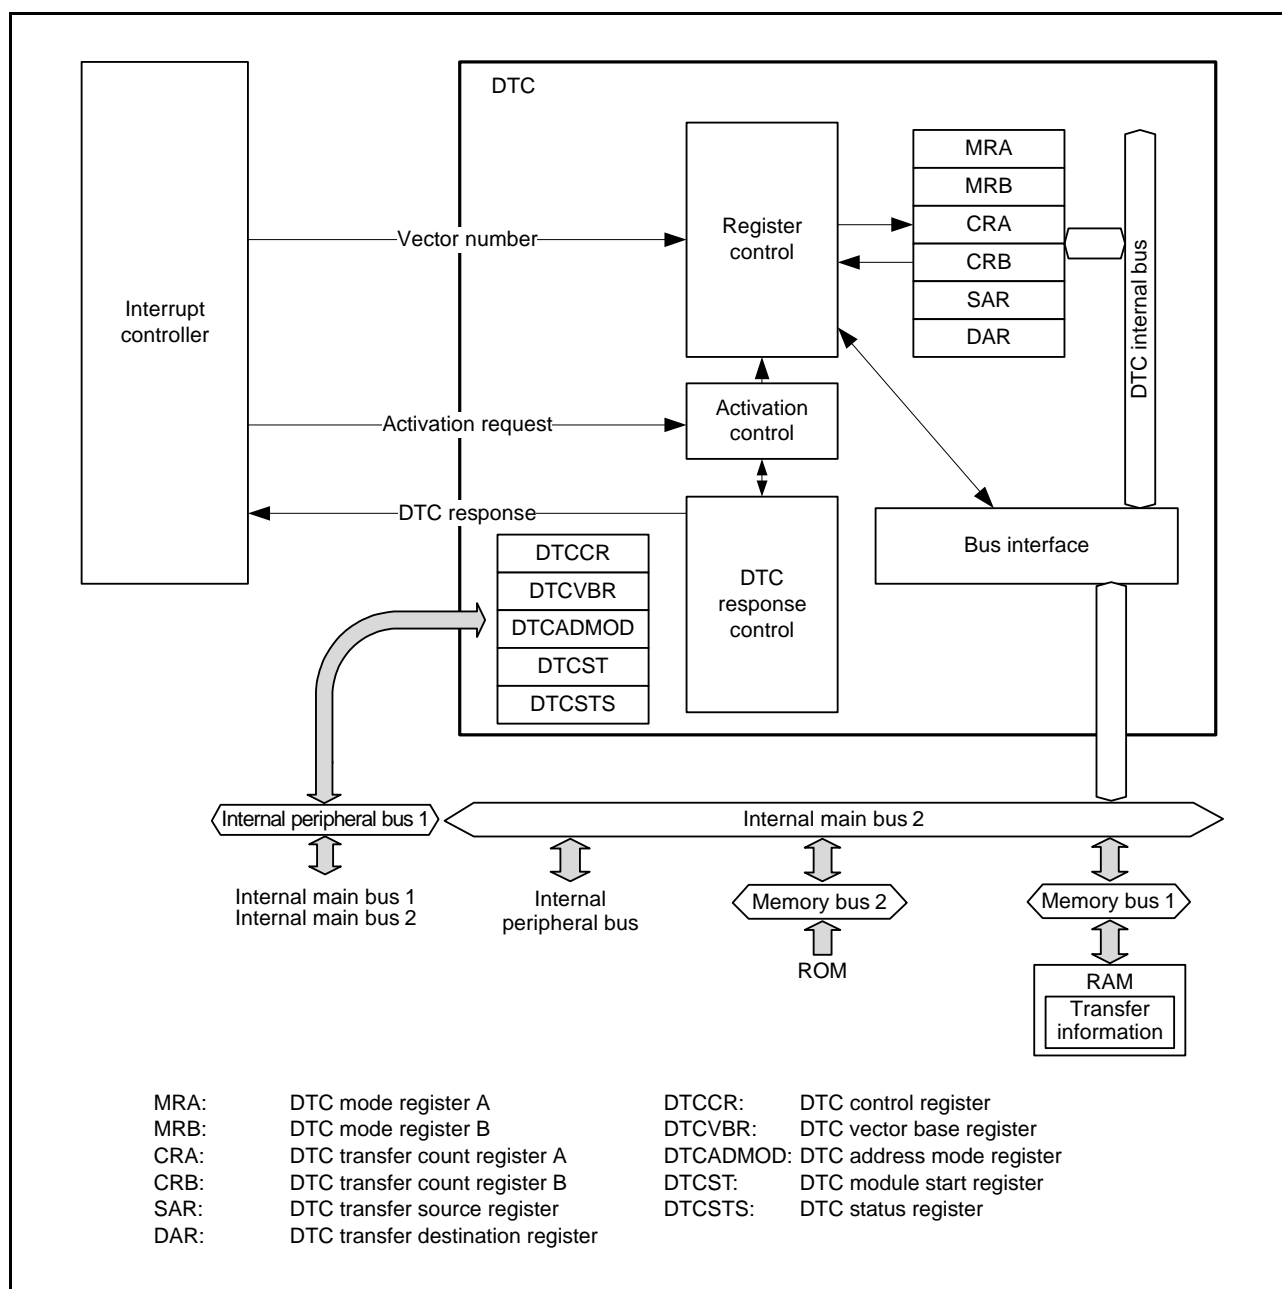 DTC
MRA
MRB
CRA
CRB
SAR
DAR
Register
control
Vector number
DTC internal bus
Interrupt
controller
Activation request
Activation
control
DTC response
Bus interface
DTCCR
DTCVBR
DTCADMOD
DTCST
DTCSTS
DTC
response
control
Internal peripheral bus 1
Internal main bus 2
Internal main bus 1
Internal main bus 2
Internal
peripheral bus
Memory bus 2
Memory bus 1
ROM
RAM
Transfer
information
MRA: DTC mode register A
MRB: DTC mode register B
CRA: DTC transfer count register A
CRB: DTC transfer count register B
SAR: DTC transfer source register
DAR: DTC transfer destination register
DTCCR: DTC control register
DTCVBR: DTC vector base register
DTCADMOD: DTC address mode register
DTCST: DTC module start register
DTCSTS: DTC status register